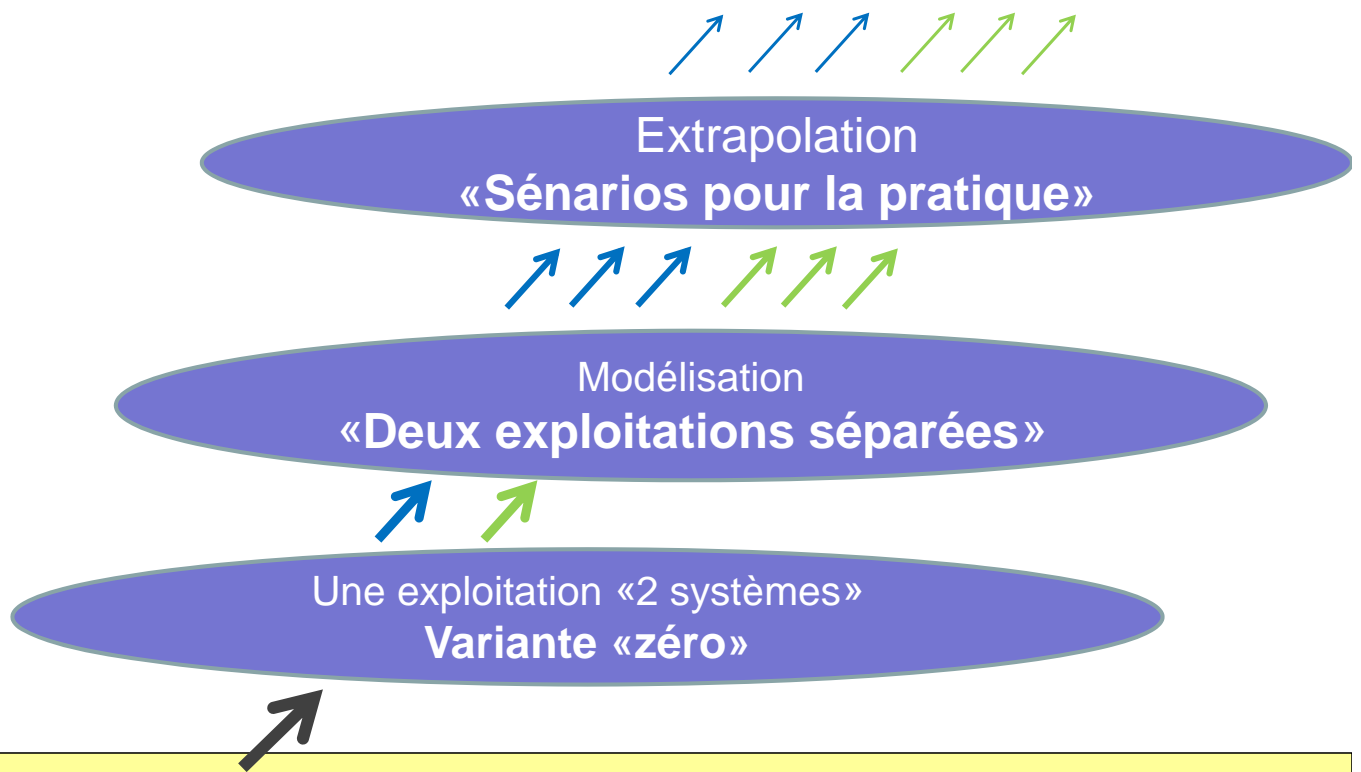 Extrapolation
«Sénarios pour la pratique»
Modélisation
«Deux exploitations séparées»
Une exploitation «2 systèmes»
Variante «zéro»